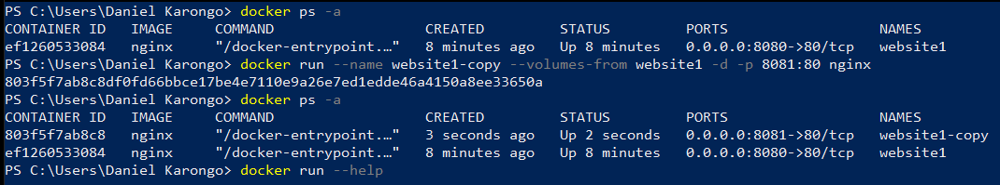 PS C:\Users\Daniel Karongo> docker ps -a
CONTAINER ID   IMAGE     COMMAND                  CREATED         STATUS         PORTS                  NAMES
ef1260533084   nginx     "/docker-entrypoint.…"   8 minutes ago   Up 8 minutes   0.0.0.0:8080->80/tcp   website1
PS C:\Users\Daniel Karongo> docker run --name website1-copy --volumes-from website1 -d -p 8081:80 nginx
803f5f7ab8c8df0fd66bbce17be4e7110e9a26e7ed1edde46a4150a8ee33650a
PS C:\Users\Daniel Karongo> docker ps -a
CONTAINER ID   IMAGE     COMMAND                  CREATED         STATUS         PORTS                  NAMES
803f5f7ab8c8   nginx     "/docker-entrypoint.…"   3 seconds ago   Up 2 seconds   0.0.0.0:8081->80/tcp   website1-copy
ef1260533084   nginx     "/docker-entrypoint.…"   8 minutes ago   Up 8 minutes   0.0.0.0:8080->80/tcp   website1
PS C:\Users\Daniel Karongo> docker run --help